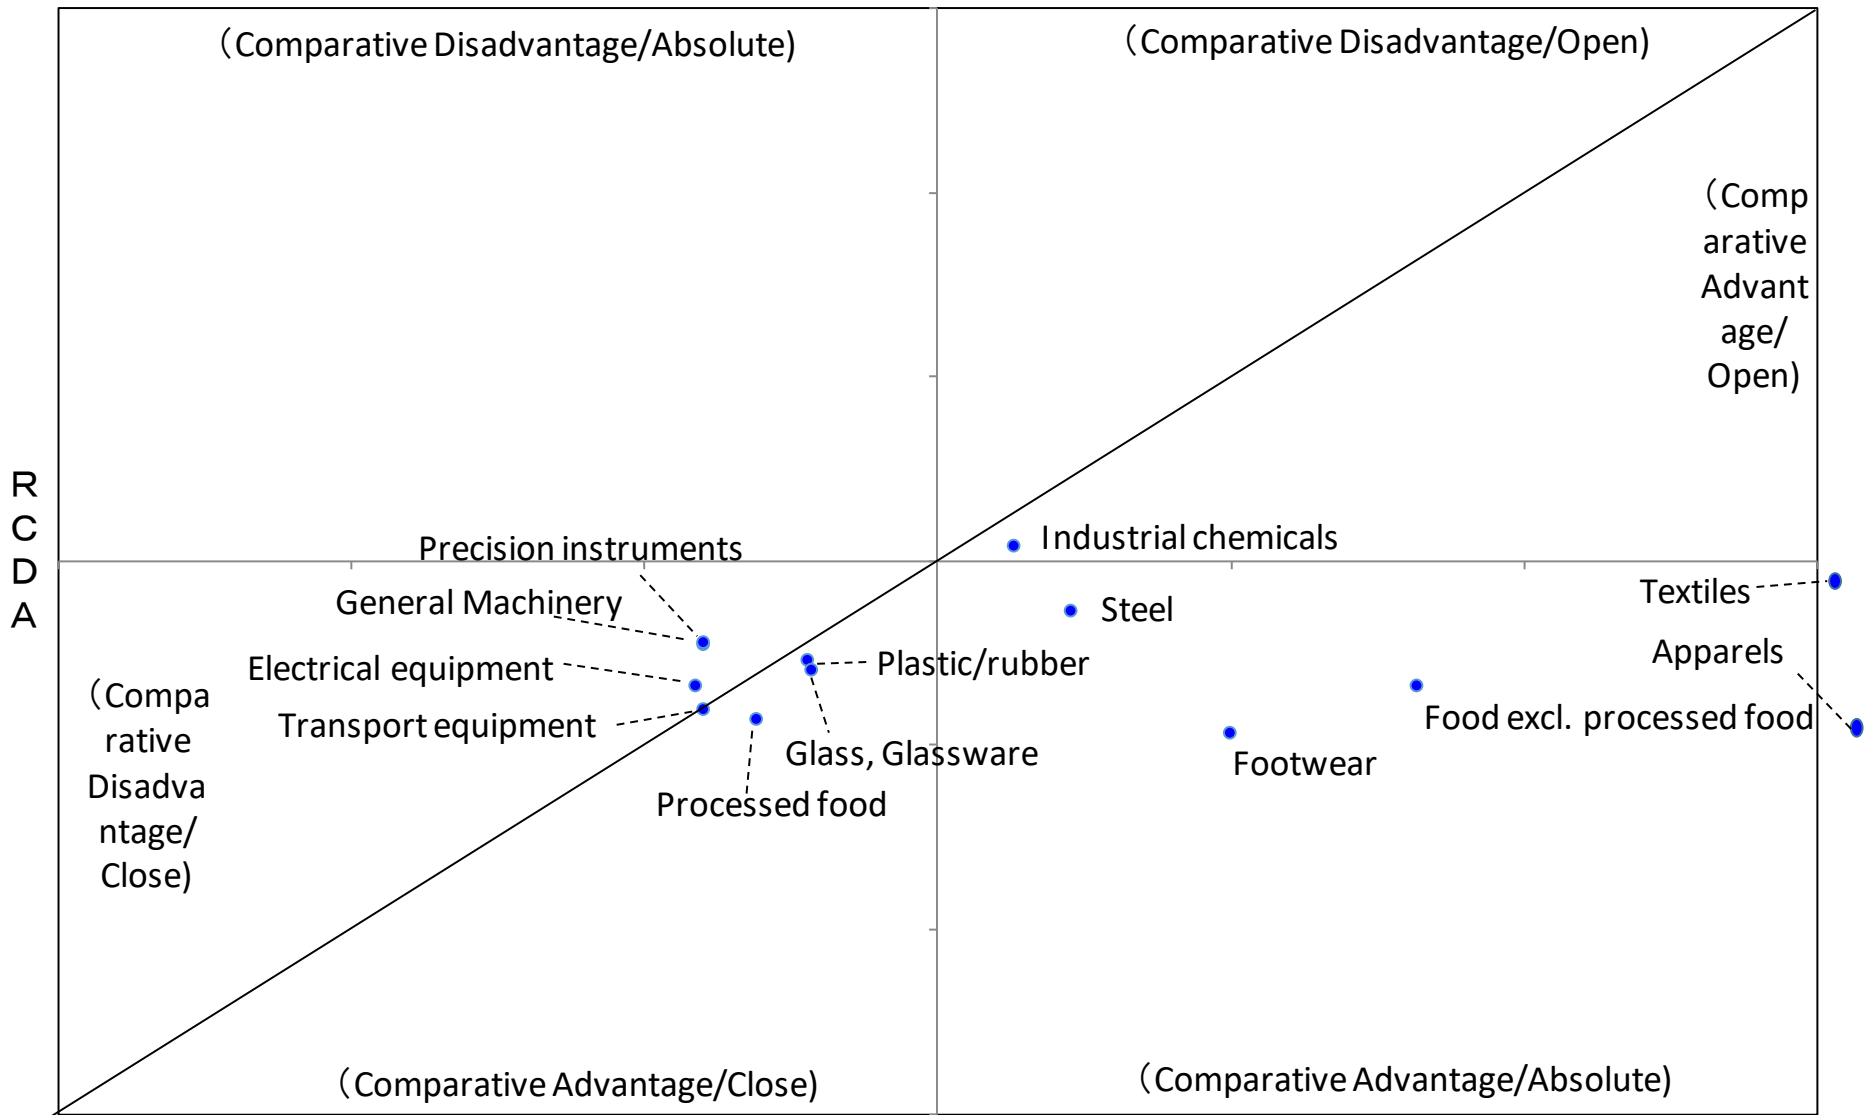 （Comparative Disadvantage/Absolute)
（Comparative Disadvantage/Open)
（Comp
arative
Advant
age/
Open)
R
C
D
A
Industrial chemicals
Precision instruments
General Machinery
Textiles
Steel
Apparels
Plastic/rubber
Electrical equipment
（Compa
rative
Disadva
ntage/
Close)
Transport equipment
Food excl. processed food
Glass, Glassware
Footwear
Processed food
（Comparative Advantage/Close)
（Comparative Advantage/Absolute)